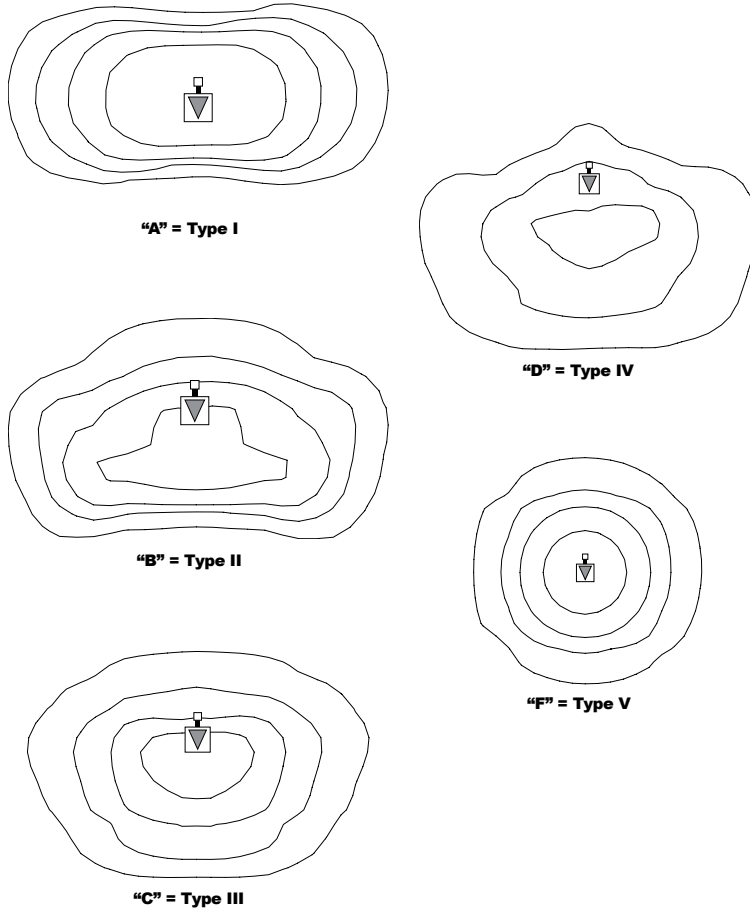 “A” = Type I
“D” = Type IV
“B” = Type II
“F” = Type V
“C” = Type III